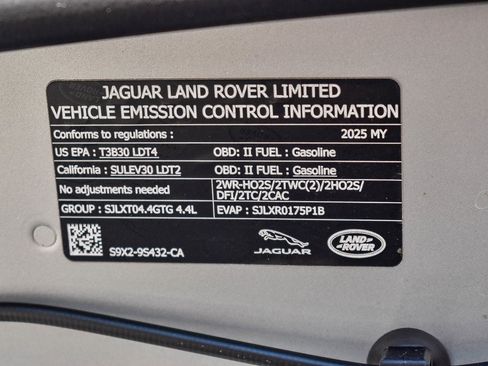 JAGUAR LAND ROVER LIMITED
VEHICLE EMISSION CONTROL INFORMATION
Conforms to regulations : 2025 MY
US EPA : T3B30 LDT4 OBD: II FUEL : Gasoline
California : SULEV30 LDT2 OBD: II FUEL : Gasoline
No adjustments needed 2WR-HO2S/2TWC(2)/2HO2S/
DFI/2TC/2CAC
GROUP : SJLXT04.4GTG 4.4L EVAP : SJLXR0175P1B
S9X2-9S432-CA
JAGUAR
LAND
ROVER